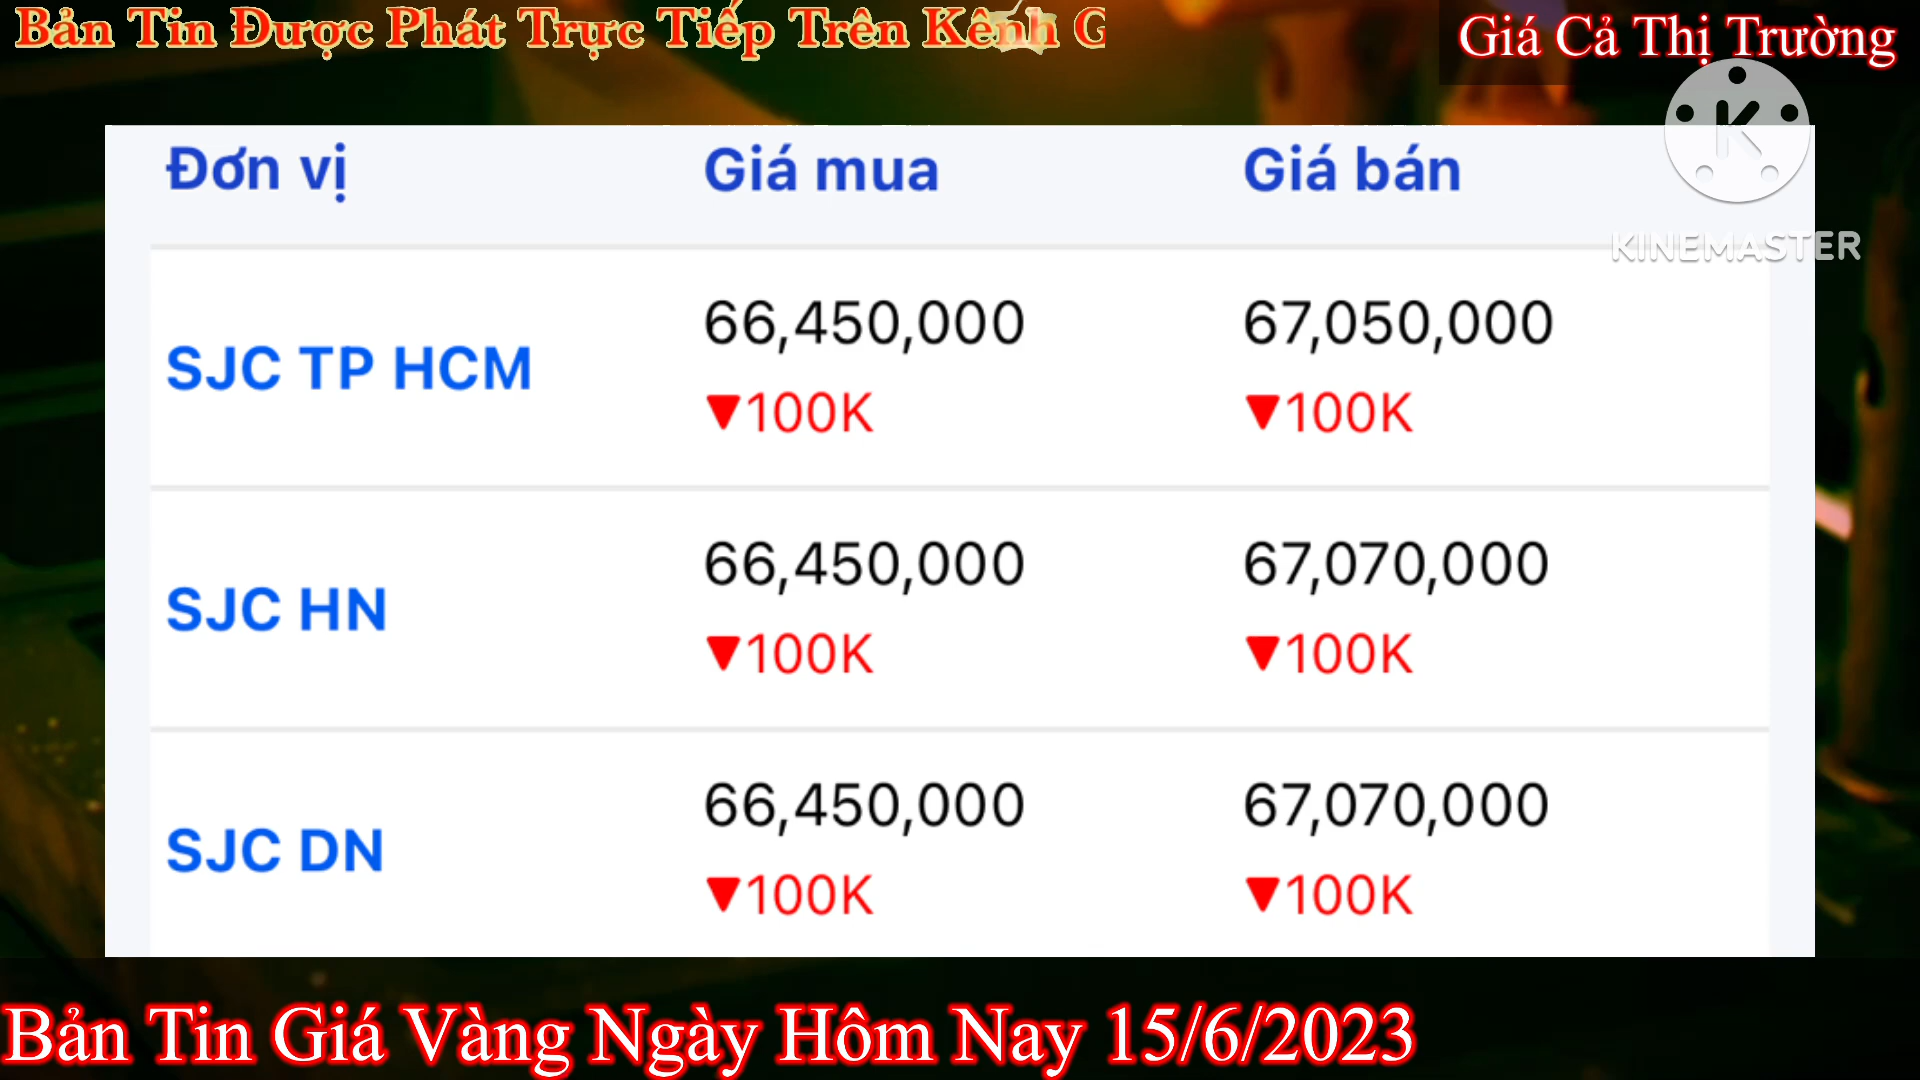 Bản Tin Được Phát Trực Tiếp Trên Kênh G
Giá Cả Thị Trường
KINEMASTER
Đơn vị Giá mua Giá bán
SJC TP HCM 66,450,000 67,050,000
▼100K ▼100K
SJC HN 66,450,000 67,070,000
▼100K ▼100K
SJC DN 66,450,000 67,070,000
▼100K ▼100K
Bản Tin Giá Vàng Ngày Hôm Nay 15/6/2023